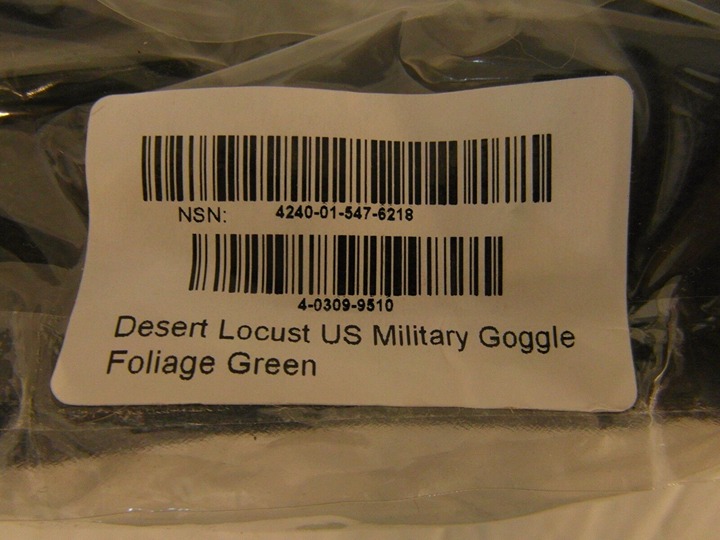 NSN: 4240-01-547-6218
4-0309-9510
Desert Locust US Military Goggle
Foliage Green